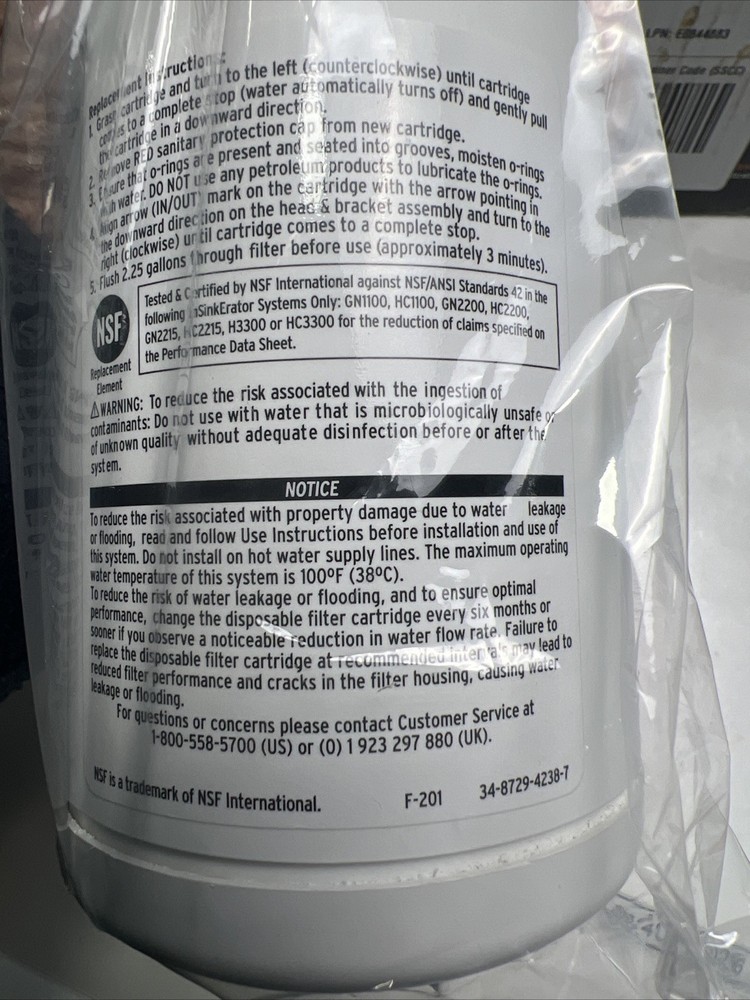 LPN: E0844883
Code (SSCC)
Replacement Instructions:
1. Grasp cartridge and turn to the left (counterclockwise) until cartridge
comes to a complete stop (water automatically turns off) and gently pull
the cartridge in a downward direction.
2. Remove RED sanitary protection cap from new cartridge.
3. Ensure that o-rings are present and seated into grooves, moisten o-rings
with water. DO NOT use any petroleum products to lubricate the o-rings.
4. Align arrow (IN/OUT) mark on the cartridge with the arrow pointing in
the downward direction on the head & bracket assembly and turn to the
right (clockwise) until cartridge comes to a complete stop.
5. Flush 2.25 gallons through filter before use (approximately 3 minutes).
NSF
Replacement
Element
Tested & Certified by NSF International against NSF/ANSI Standards 42 in the
following InSinkErator Systems Only: GN1100, HC1100, GN2200, HC2200,
GN2215, HC2215, H3300 or HC3300 for the reduction of claims specified on
the Performance Data Sheet.
⚠WARNING: To reduce the risk associated with the ingestion of
contaminants: Do not use with water that is microbiologically unsafe or
of unknown quality without adequate disinfection before or after the
system.
NOTICE
To reduce the risk associated with property damage due to water leakage
or flooding, read and follow Use Instructions before installation and use of
this system. Do not install on hot water supply lines. The maximum operating
water temperature of this system is 100ºF (38ºC).
To reduce the risk of water leakage or flooding, and to ensure optimal
performance, change the disposable filter cartridge every six months or
sooner if you observe a noticeable reduction in water flow rate. Failure to
replace the disposable filter cartridge at recommended intervals may lead to
reduced filter performance and cracks in the filter housing, causing water
leakage or flooding.
For questions or concerns please contact Customer Service at
1-800-558-5700 (US) or (0) 1 923 297 880 (UK).
NSF is a trademark of NSF International.
F-201
34-8729-4238-7